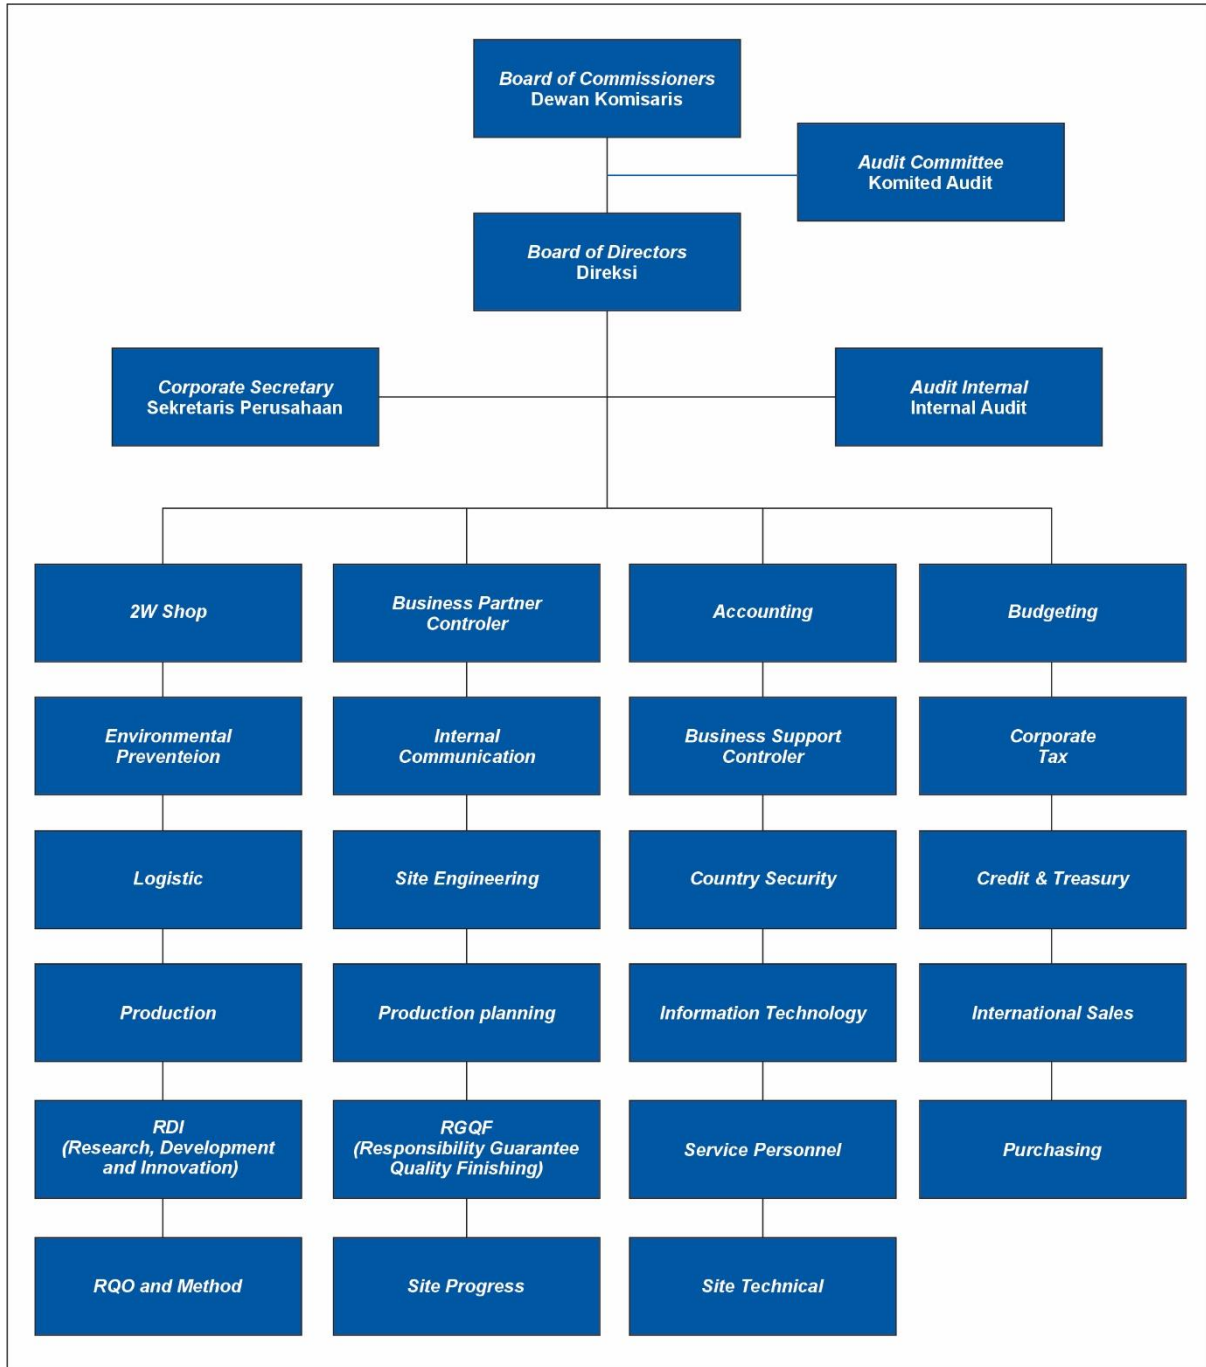 Board of Commissioners
Dewan Komisaris
Audit Committee
Komited Audit
Board of Directors
Direksi
Corporate Secretary
Sekretaris Perusahaan
Audit Internal
Internal Audit
2W Shop
Business Partner
Controler
Accounting
Budgeting
Environmental
Preventeion
Internal
Communication
Business Support
Controler
Corporate
Tax
Logistic
Site Engineering
Country Security
Credit & Treasury
Production
Production planning
Information Technology
International Sales
RDI
(Research, Development
and Innovation)
RGQF
(Responsibility Guarantee
Quality Finishing)
Service Personnel
Purchasing
RQO and Method
Site Progress
Site Technical